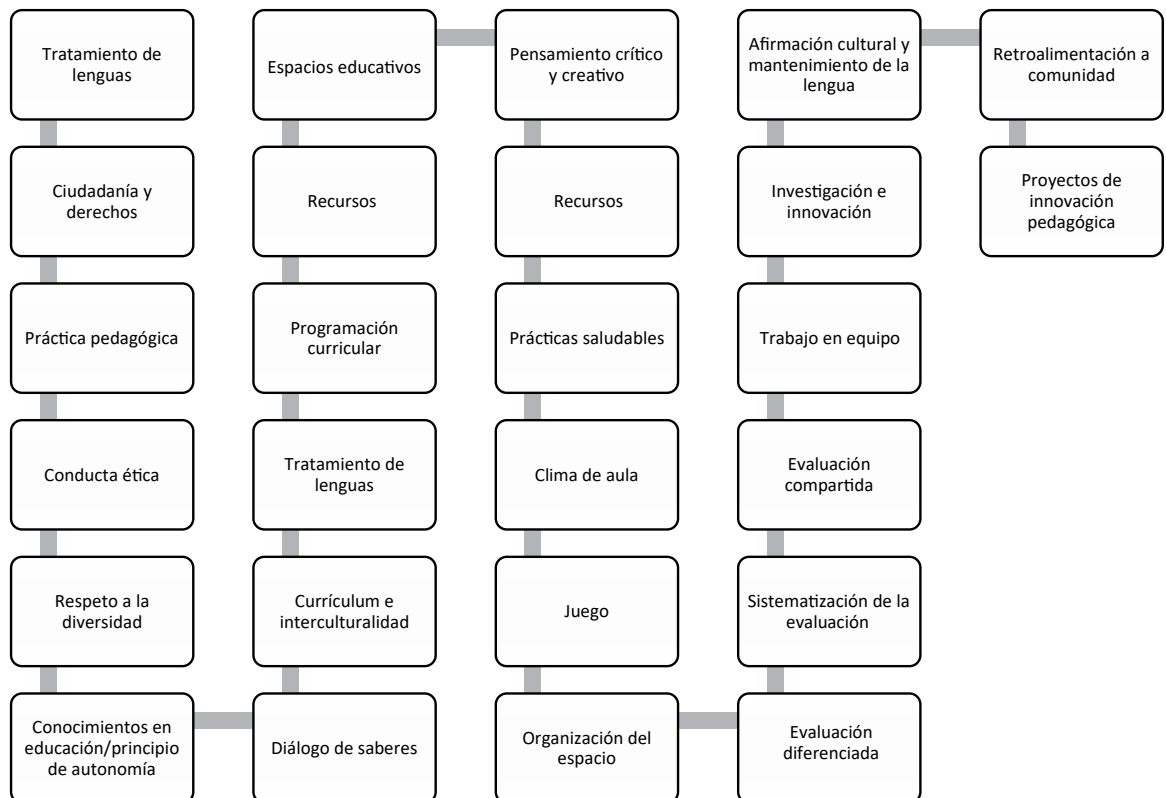 Tratamiento de
lenguas
Ciudadanía y
derechos
Práctica pedagógica
Conducta ética
Respeto a la
diversidad
Conocimientos en
educación/principio
de autonomía
Diálogo de saberes
Currículum e
interculturalidad
Tratamiento de
lenguas
Programación
curricular
Recursos
Espacios educativos
Pensamiento crítico
y creativo
Recursos
Prácticas saludables
Clima de aula
Juego
Organización del
espacio
Evaluación
diferenciada
Sistematización de la
evaluación
Evaluación
compartida
Trabajo en equipo
Investigación e
innovación
Afirmación cultural y
mantenimiento de la
lengua
Retroalimentación a
comunidad
Proyectos de
innovación
pedagógica